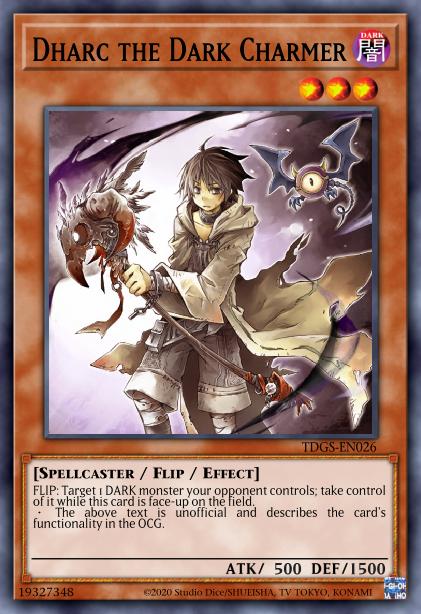 DHARC THE DARK CHARMER
DARK
闇
TDGS-EN026
[SPELLCASTER / FLIP / EFFECT]
FLIP: Target 1 DARK monster your opponent controls; take control
of it while this card is face-up on the field.
· The above text is unofficial and describes the card's
functionality in the OCG.
ATK/ 500 DEF/1500
19327348
©2020 Studio Dice/SHUEISHA, TV TOKYO, KONAMI